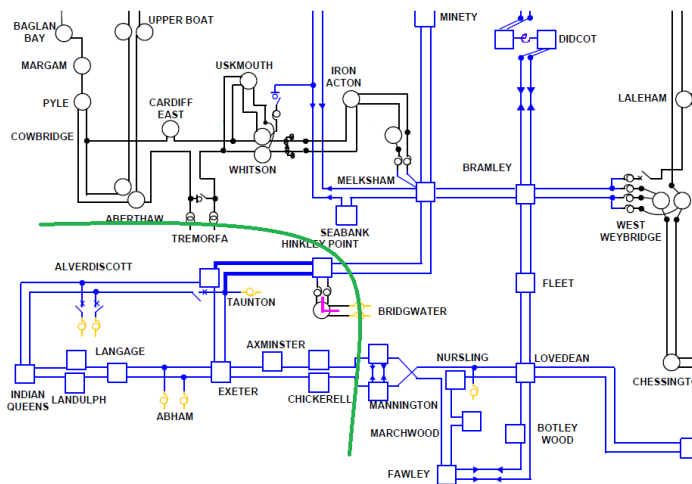 BAGLAN
BAY
UPPER BOAT
MINETY
DIDCOT
MARGAM
USKMOUTH
IRON
ACTON
LALEHAM
PYLE
CARDIFF
EAST
COWBRIDGE
WHITSON
MELKSHAM
BRAMLEY
ABERTHAW
TREMORFA
SEABANK
WEST
WEYBRIDGE
HINKLEY POINT
ALVERDISCOTT
TAUNTON
FLEET
BRIDGWATER
LANGAGE
AXMINSTER
NURSLING
LOVEDEAN
CHESSINGTON
INDIAN
QUEENS
LANDULPH
EXETER
CHICKERELL
MANNINGTON
ABHAM
MARCHWOOD
BOTLEY
WOOD
FAWLEY